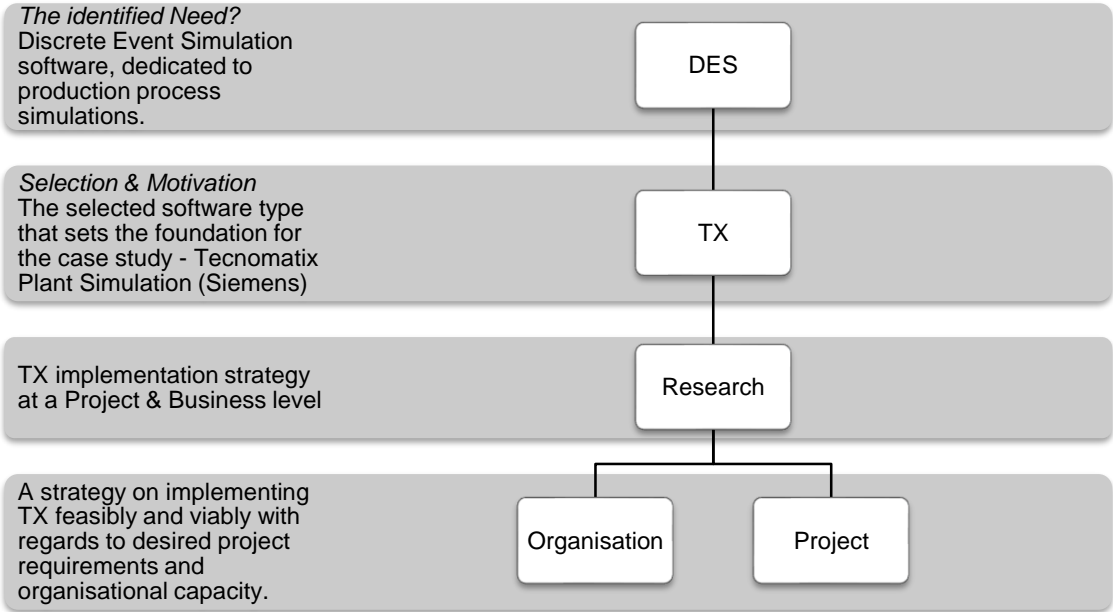 The identified Need?
Discrete Event Simulation
software, dedicated to
production process
simulations.
DES
Selection & Motivation
The selected software type
that sets the foundation for
the case study - Tecnomatix
Plant Simulation (Siemens)
TX
TX implementation strategy
at a Project & Business level
Research
A strategy on implementing
TX feasibly and viably with
regards to desired project
requirements and
organisational capacity.
Organisation
Project